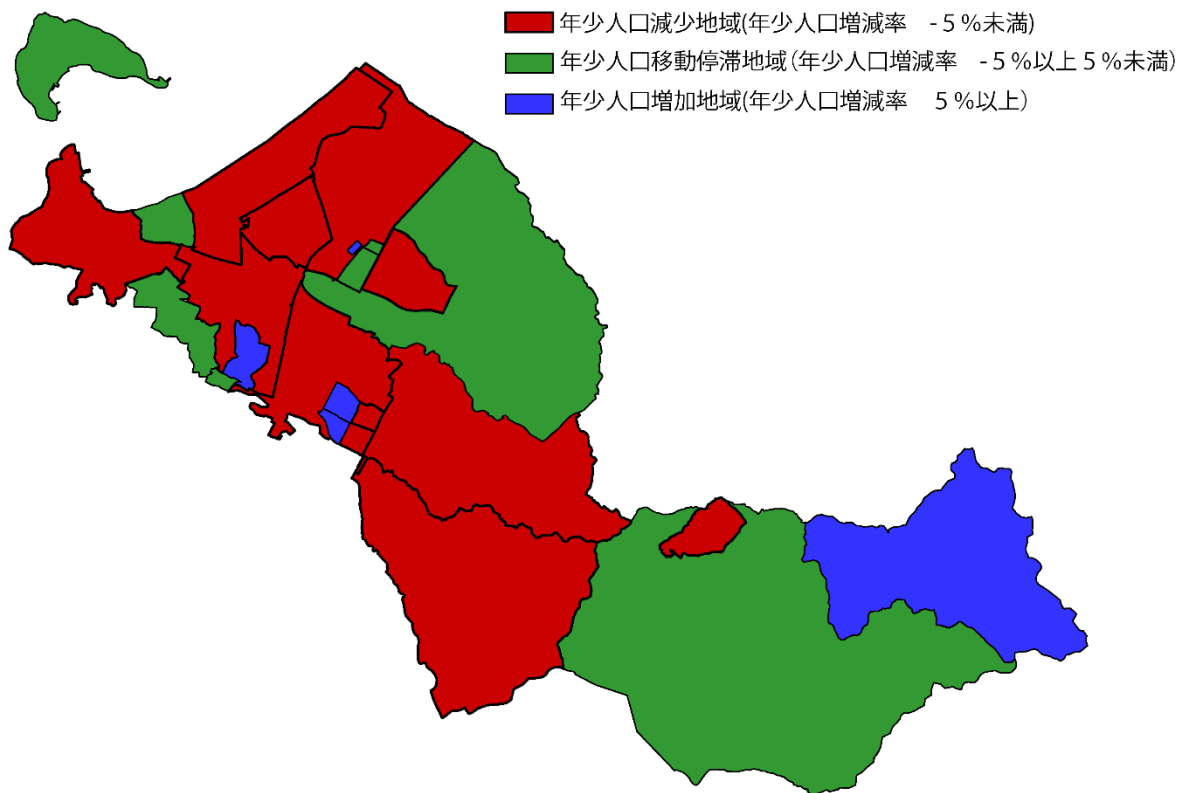 年少人口減少地域(年少人口増減率　-５％未満)
年少人口移動停滞地域(年少人口増減率　-５％以上５％未満)
年少人口増加地域(年少人口増減率　５％以上)